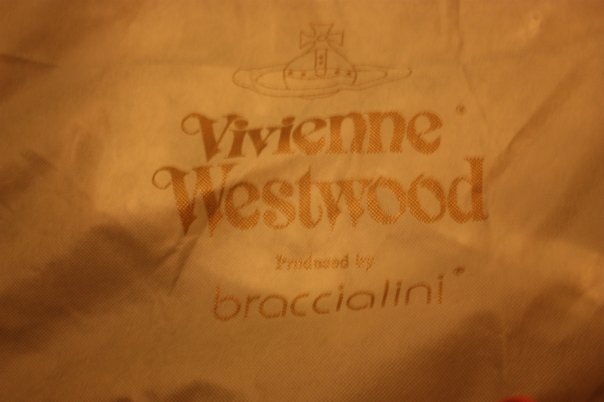 Vivienne®
Westwood
Produced by
braccialini®